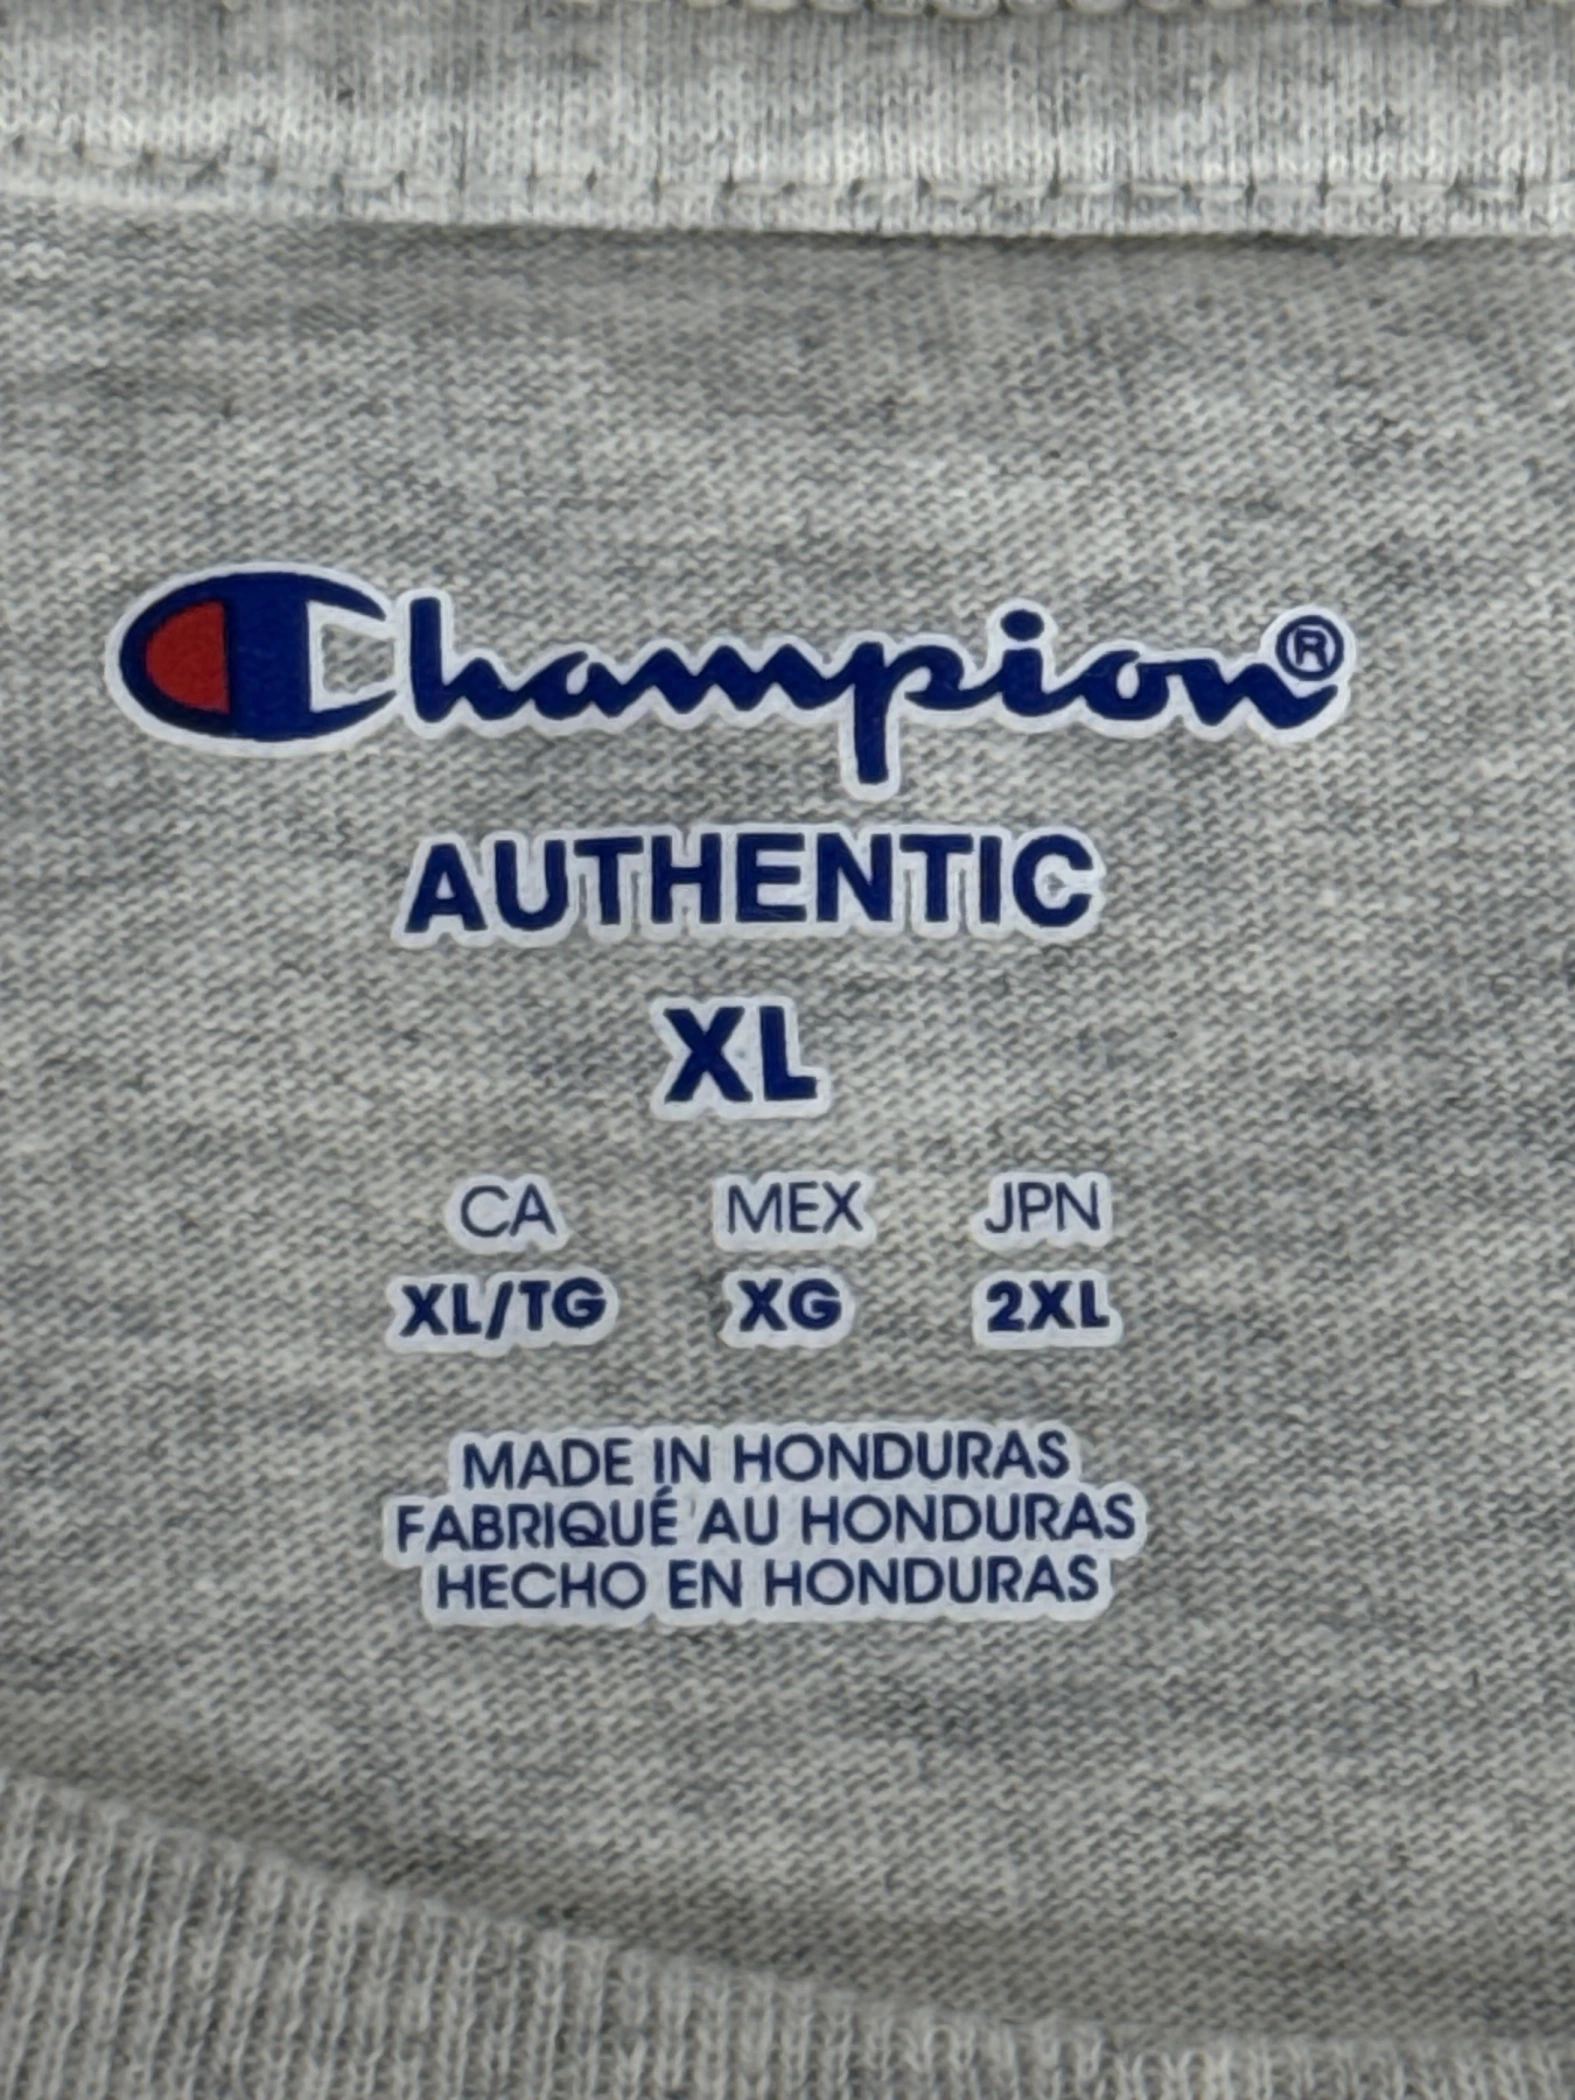 Champion®
AUTHENTIC
XL
CA MEX JPN
XL/TG XG 2XL
MADE IN HONDURAS
FABRIQUÉ AU HONDURAS
HECHO EN HONDURAS